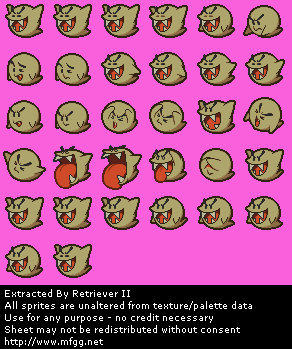 Extracted By Retriever II
All sprites are unaltered from texture/palette data
Use for any purpose - no credit necessary
Sheet may not be redistributed without consent
http://www.mfgg.net